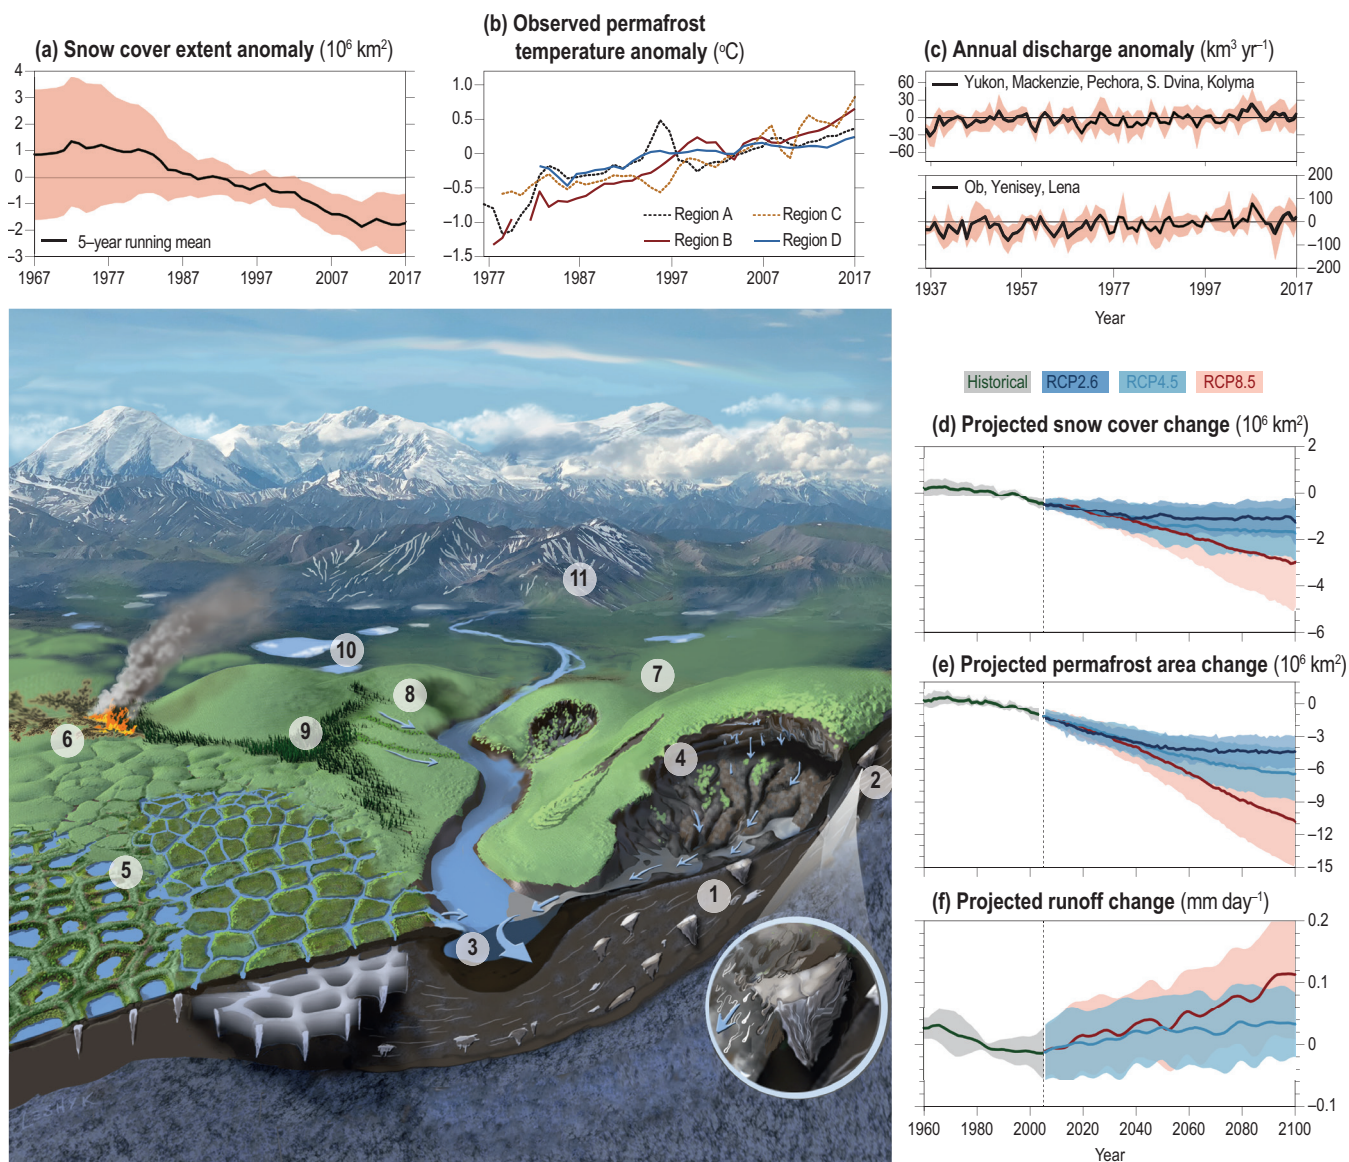 (a) Snow cover extent anomaly (10⁶ km²)
4
3
2
1
0
−1
−2
−3
5–year running mean
1967 1977 1987 1997 2007 2017
(b) Observed permafrost
temperature anomaly (°C)
1.0
0.5
0
−0.5
−1.0
−1.5
Region A
Region C
Region B
Region D
1977 1987 1997 2007 2017
(c) Annual discharge anomaly (km³ yr⁻¹)
60
30
0
−30
−60
Yukon, Mackenzie, Pechora, S. Dvina, Kolyma
Ob, Yenisey, Lena
200
100
0
−100
−200
1937 1957 1977 1997 2017
Year
Historical RCP2.6 RCP4.5 RCP8.5
(d) Projected snow cover change (10⁶ km²)
2
0
−2
−4
−6
(e) Projected permafrost area change (10⁶ km²)
0
−3
−6
−9
−12
−15
(f) Projected runoff change (mm day⁻¹)
0.2
0.1
0
−0.1
1960 1980 2000 2020 2040 2060 2080 2100
Year
11
10
7
8
9
6
4
2
5
1
3